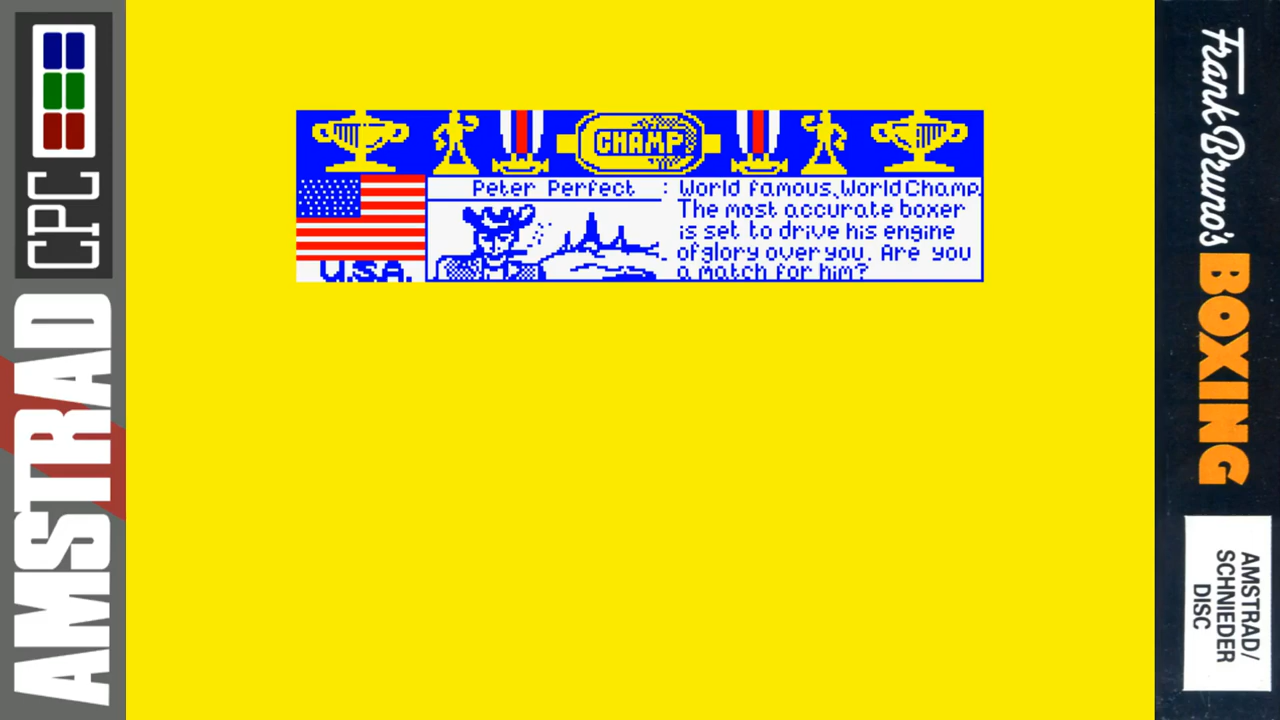 AMSTRAD CPC
CHAMP
Peter Perfect : World famous,World Champ.
The most accurate boxer
is set to drive his engine
of glory over you. Are you
a match for him?
U.S.A.
Frank Bruno's BOXING
AMSTRAD/
SCHNIEDER
DISC